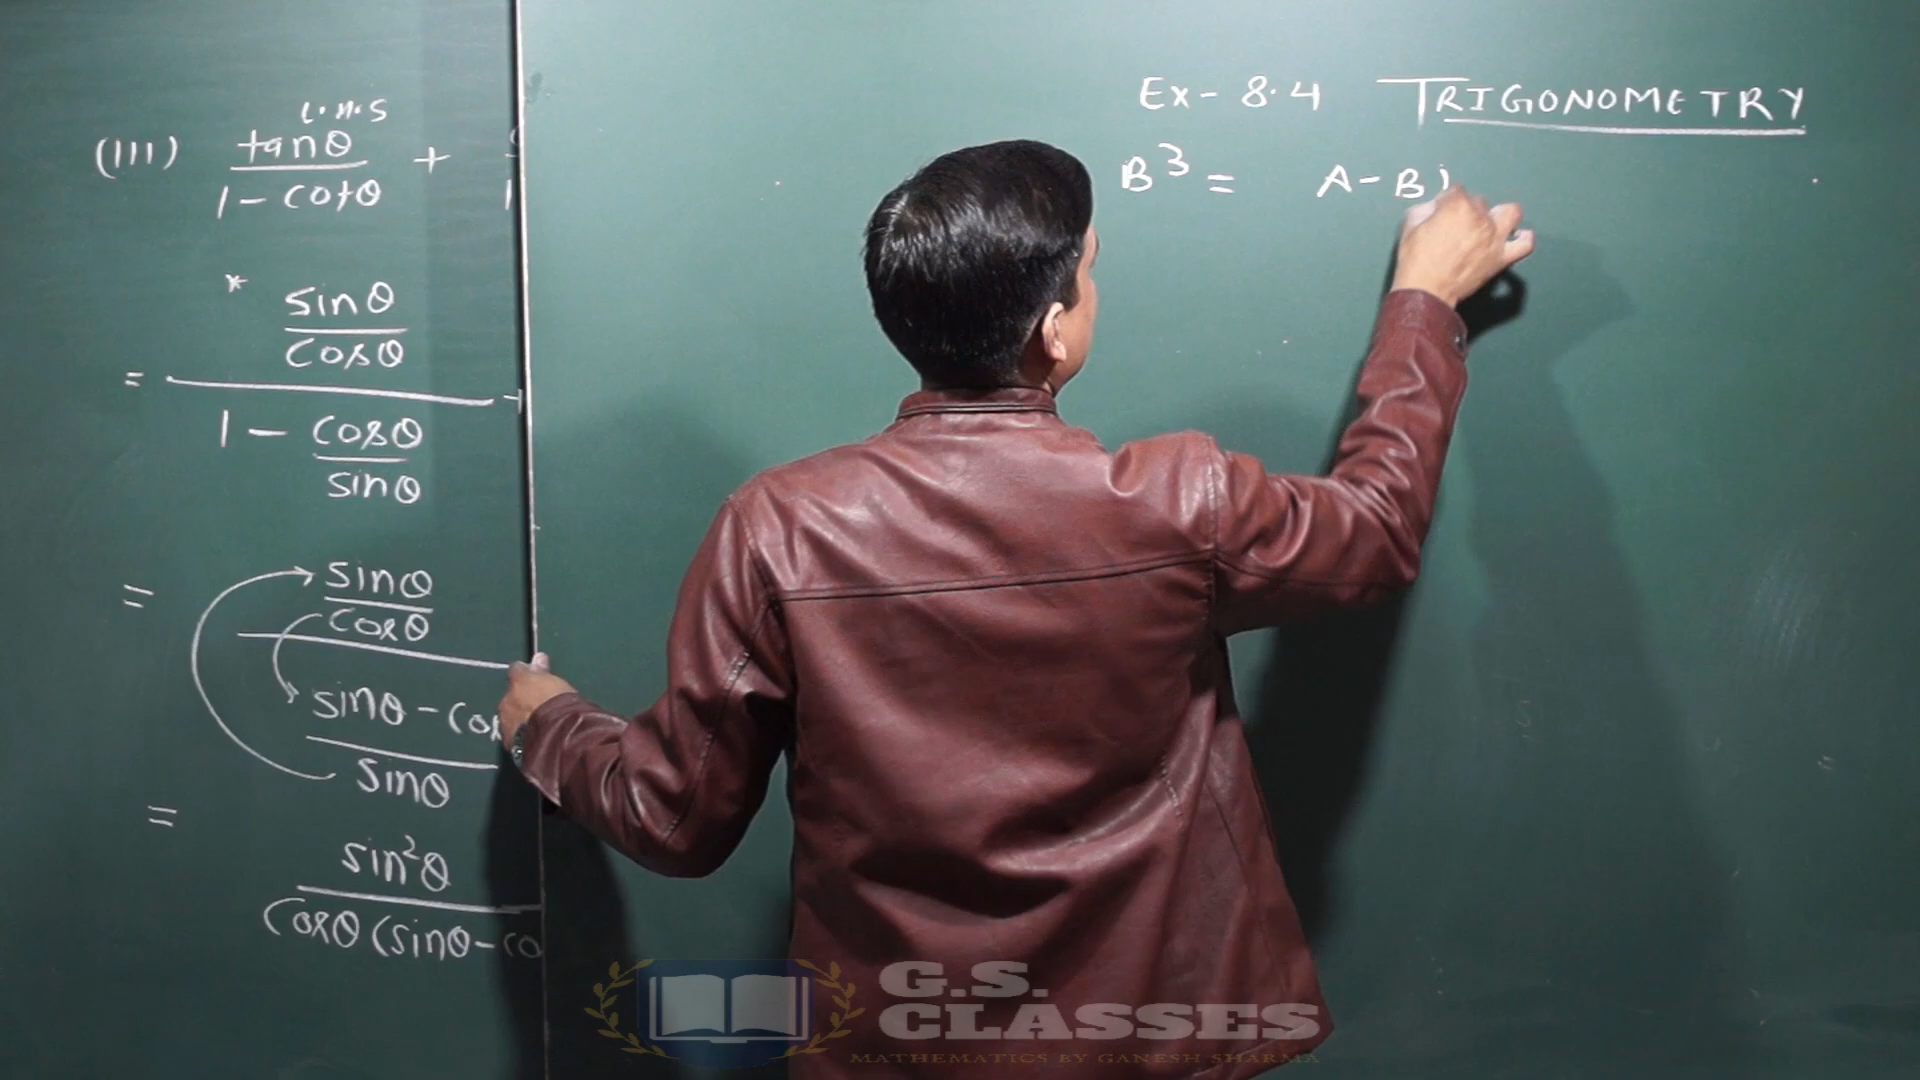 Ex- 8.4 TRIGONOMETRY
B³ = A-B)
L.H.S
(III) tanθ
1 - cotθ
+
*
sinθ
cosθ
=
1 - cosθ
sinθ
=
sinθ
cosθ
sinθ - cos
sinθ
=
sin²θ
cosθ (sinθ - co
G.S.
CLASSES
MATHEMATICS BY GANESH SHARMA